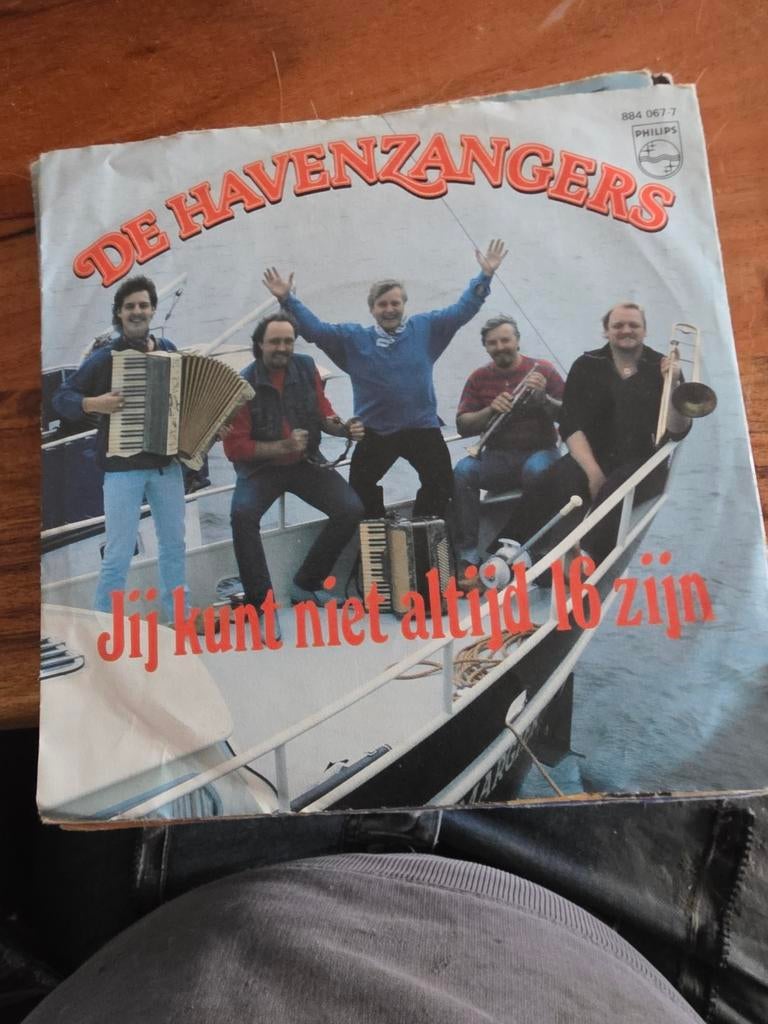 884 067-7
PHILIPS
DE HAVENZANGERS
Jij kunt niet altijd 16 zijn